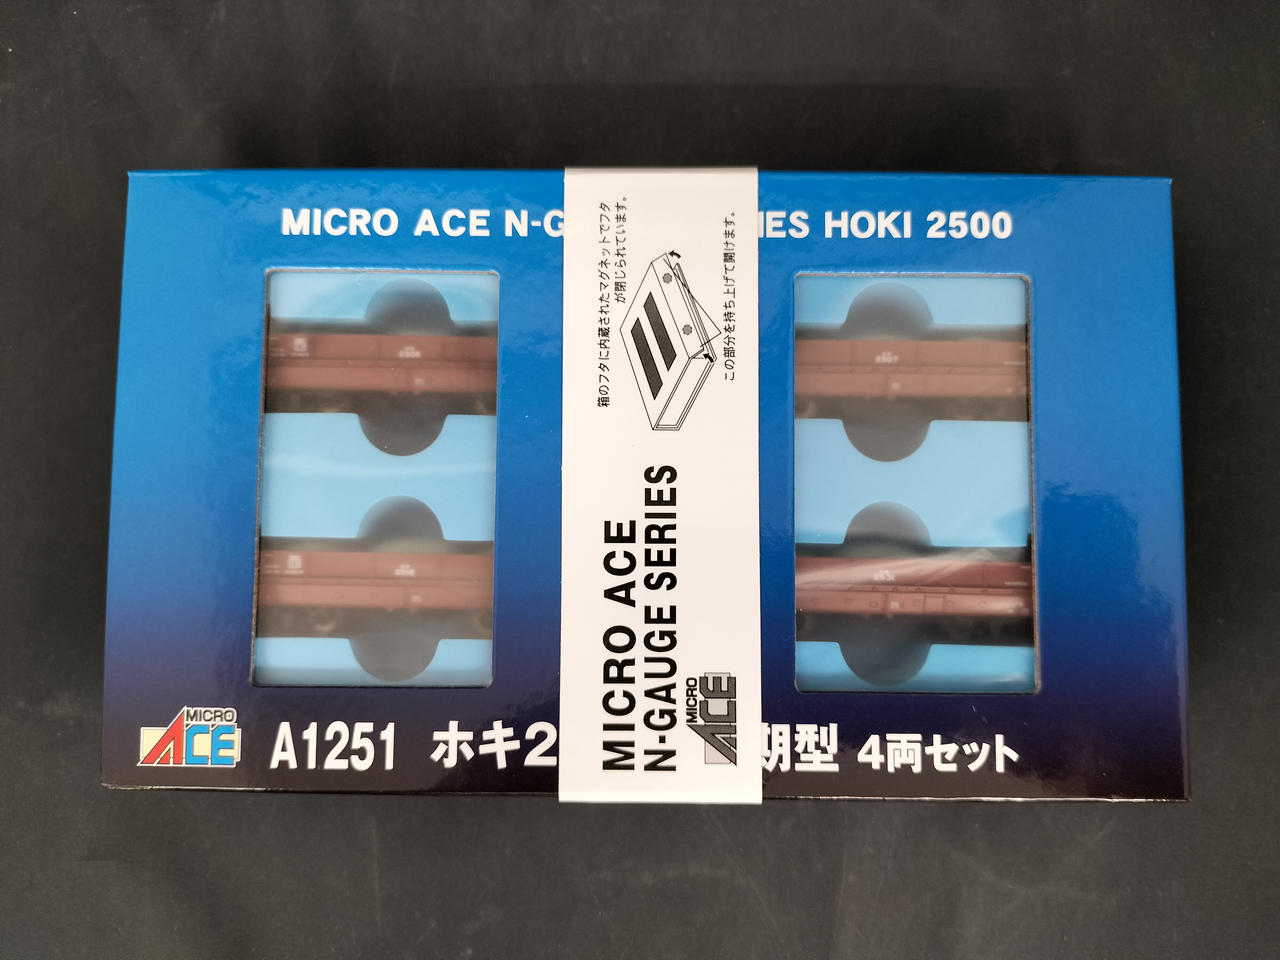 MICRO ACE N-G
IES HOKI 2500
箱のフタに内蔵されたマグネットでフタ
が閉じられています。
この部分を持ち上げて開けます。
2507
MICRO ACE
N-GAUGE SERIES
MICRO
ACE
MICRO
ACE
A1251 ホキ2
期型 4両セット